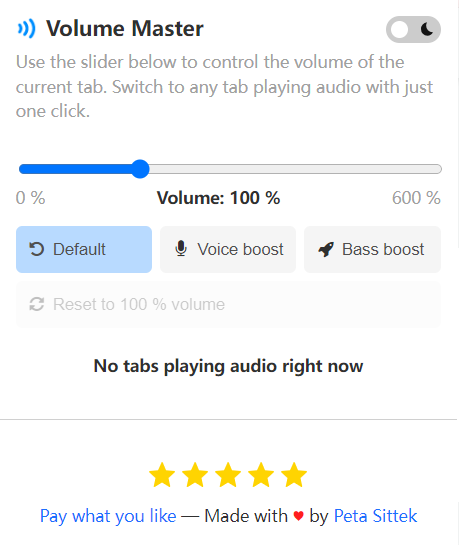 Volume Master
Use the slider below to control the volume of the
current tab. Switch to any tab playing audio with just
one click.
0 % Volume: 100 % 600 %
Default Voice boost Bass boost
Reset to 100 % volume
No tabs playing audio right now
Pay what you like — Made with ♥ by Peta Sittek